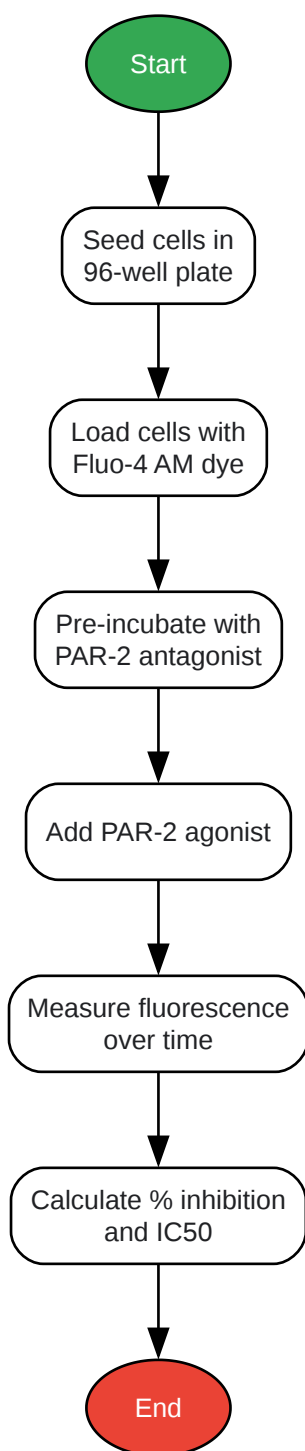 Start
Seed cells in
96-well plate
Load cells with
Fluo-4 AM dye
Pre-incubate with
PAR-2 antagonist
Add PAR-2 agonist
Measure fluorescence
over time
Calculate % inhibition
and IC50
End